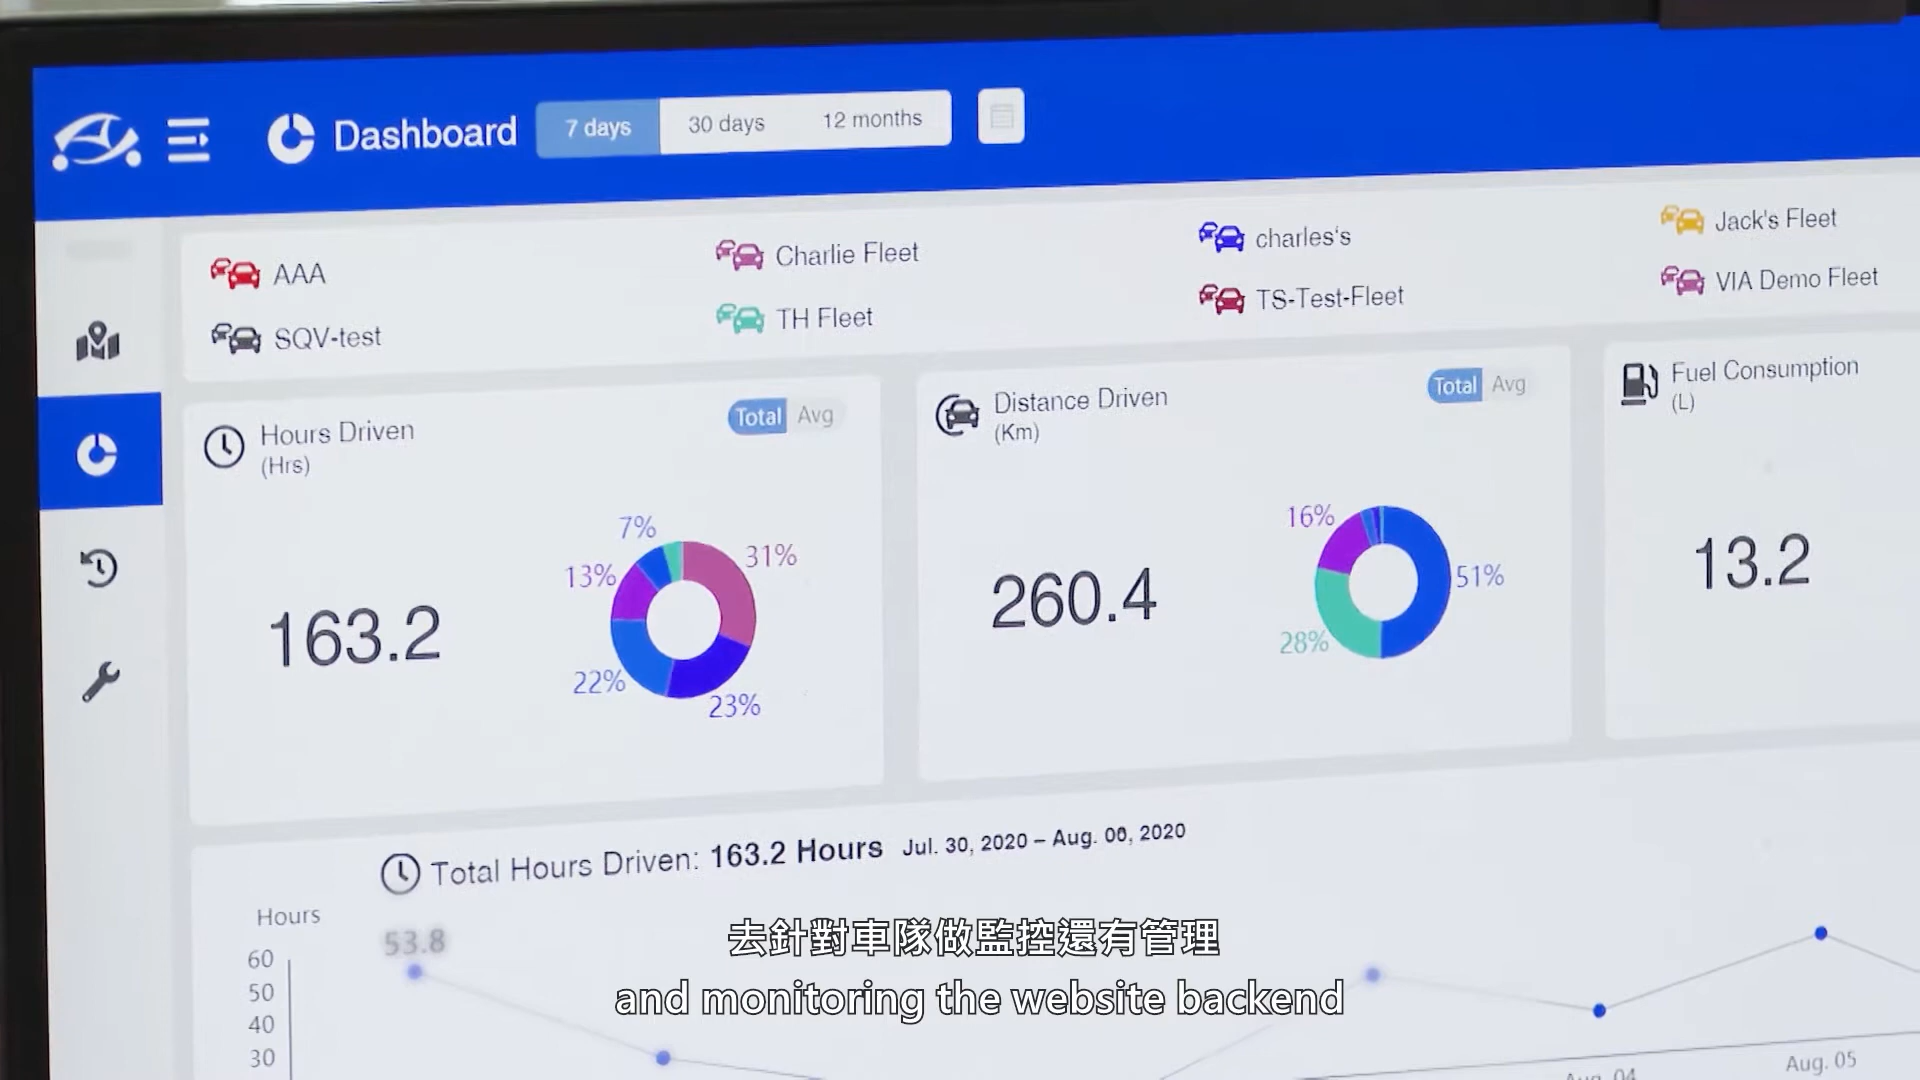 Dashboard
7 days
30 days
12 months
AAA
Charlie Fleet
charles's
Jack's Fleet
SQV-test
TH Fleet
TS-Test-Fleet
VIA Demo Fleet
Hours Driven
(Hrs)
Total Avg
163.2
7%
31%
13%
22%
23%
Distance Driven
(Km)
Total Avg
260.4
16%
51%
28%
Fuel Consumption
(L)
13.2
Total Hours Driven: 163.2 Hours Jul. 30, 2020 – Aug. 06, 2020
Hours
53.8
60
50
40
30
Aug. 04
Aug. 05
去針對車隊做監控還有管理
and monitoring the website backend